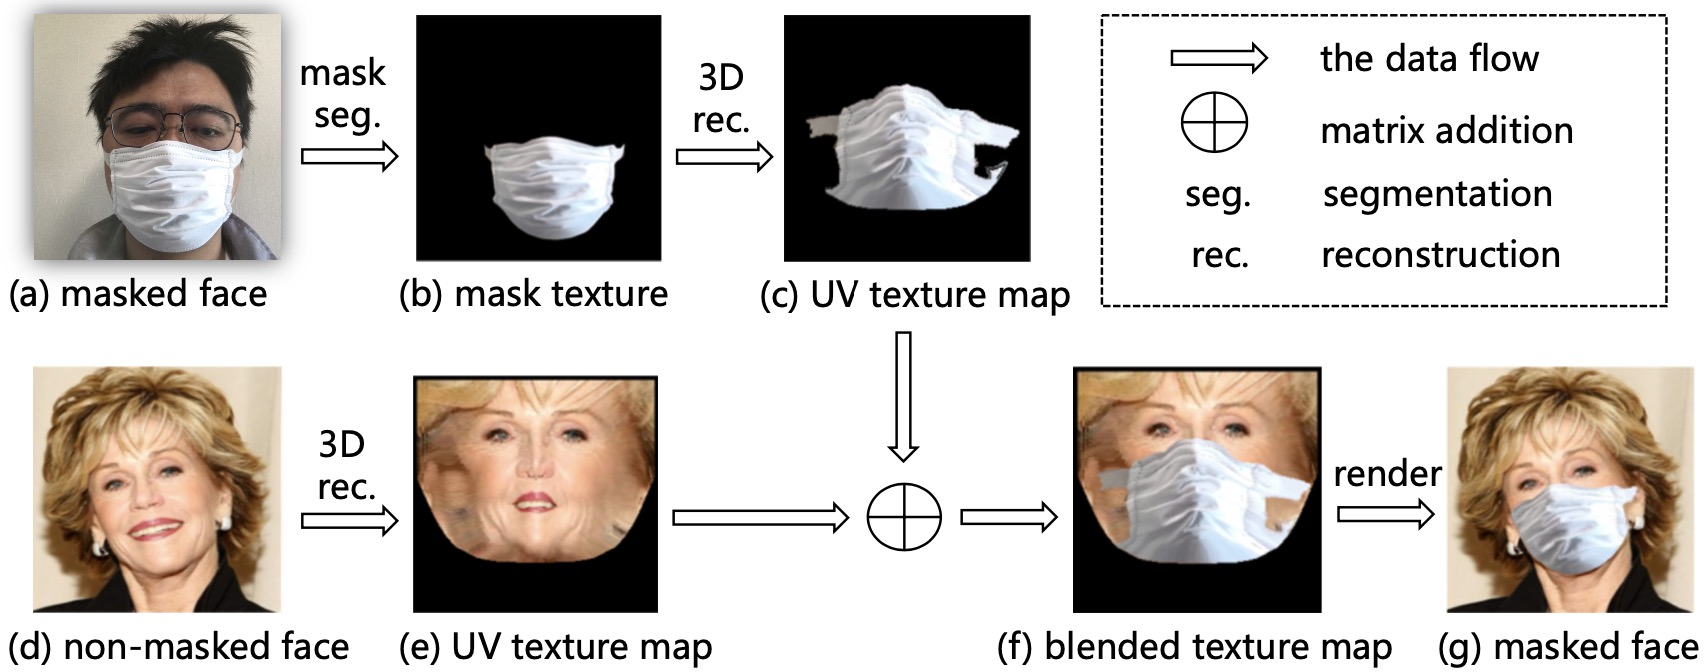 mask
seg.
3D
rec.
the data flow
matrix addition
seg. segmentation
rec. reconstruction
(a) masked face
(b) mask texture
(c) UV texture map
3D
rec.
render
(d) non-masked face
(e) UV texture map
(f) blended texture map
(g) masked face